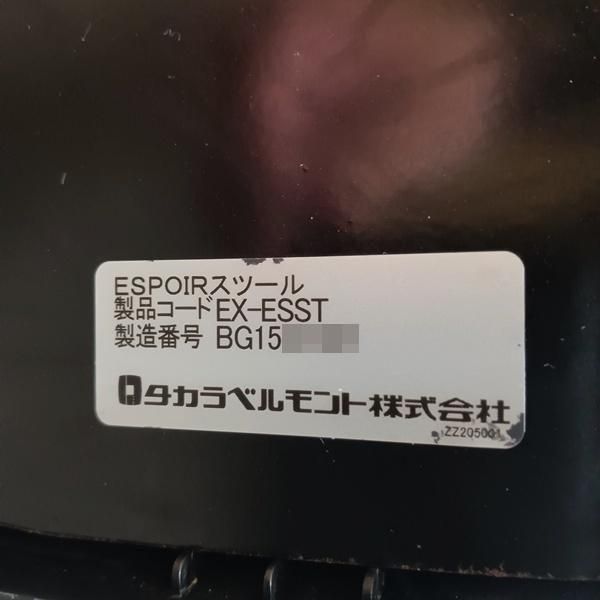 ESPOIRスツール
製品コードEX-ESST
製造番号 BG15
タカラベルモント株式会社
ZZ205001